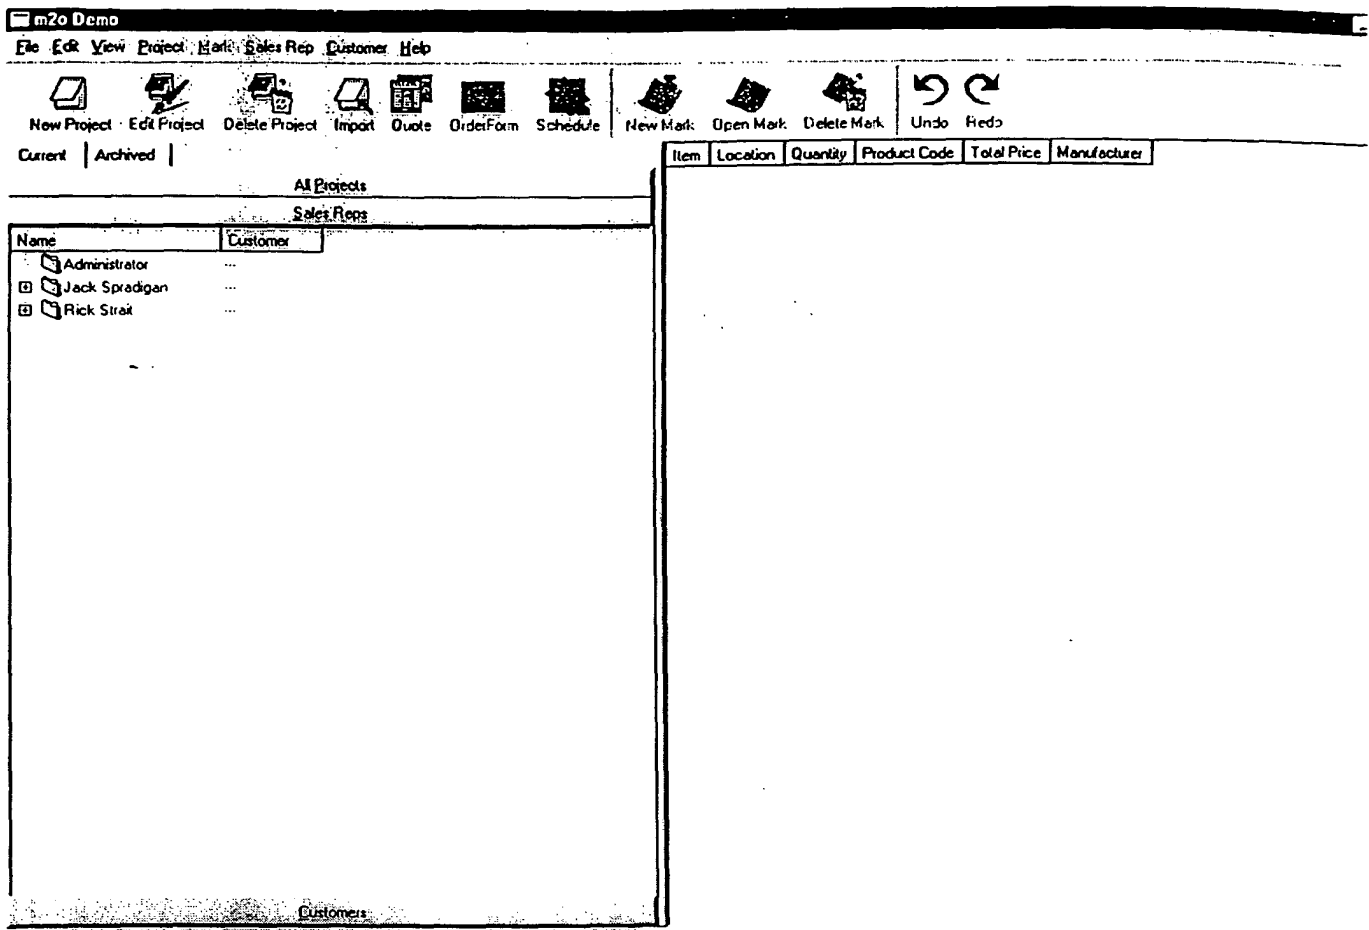 m2o Demo
File Edit View Project Mark Sales Rep Customer Help
New Project Edit Project Delete Project Import Quote OrderForm Schedule New Mark Open Mark Delete Mark Undo Redo
Current Archived
Item Location Quantity Product Code Total Price Manufacturer
All Projects
Sales Reps
Name Customer
Administrator ...
Jack Spradigan ...
Rick Strait ...
Customers